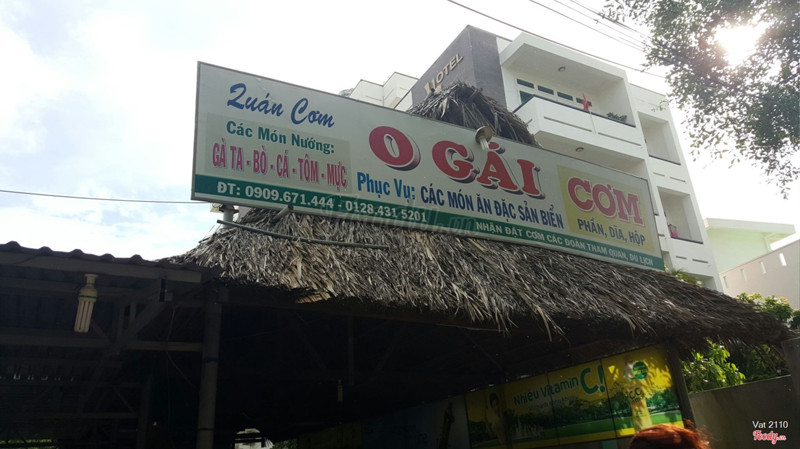 HOTEL
Quán Cơm
Các Món Nướng:
GÀ TA - BÒ - CÁ - TÔM - MỰC
ĐT: 0909.671.444 - 0128.431.5201
O GÁI
Phục Vụ: CÁC MÓN ĂN ĐẶC SẢN BIỂN
NHẬN ĐẶT CƠM CÁC ĐOÀN THAM QUAN, DU LỊCH
CƠM
PHẦN, DĨA, HỘP
Nhiều Vitamin C!
Vat 2110
Foody.vn